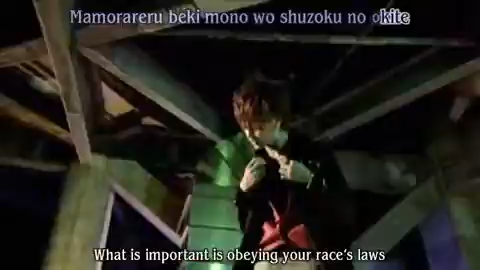 Mamorareru beki mono wo shuzoku no okite
What is important is obeying your race's laws